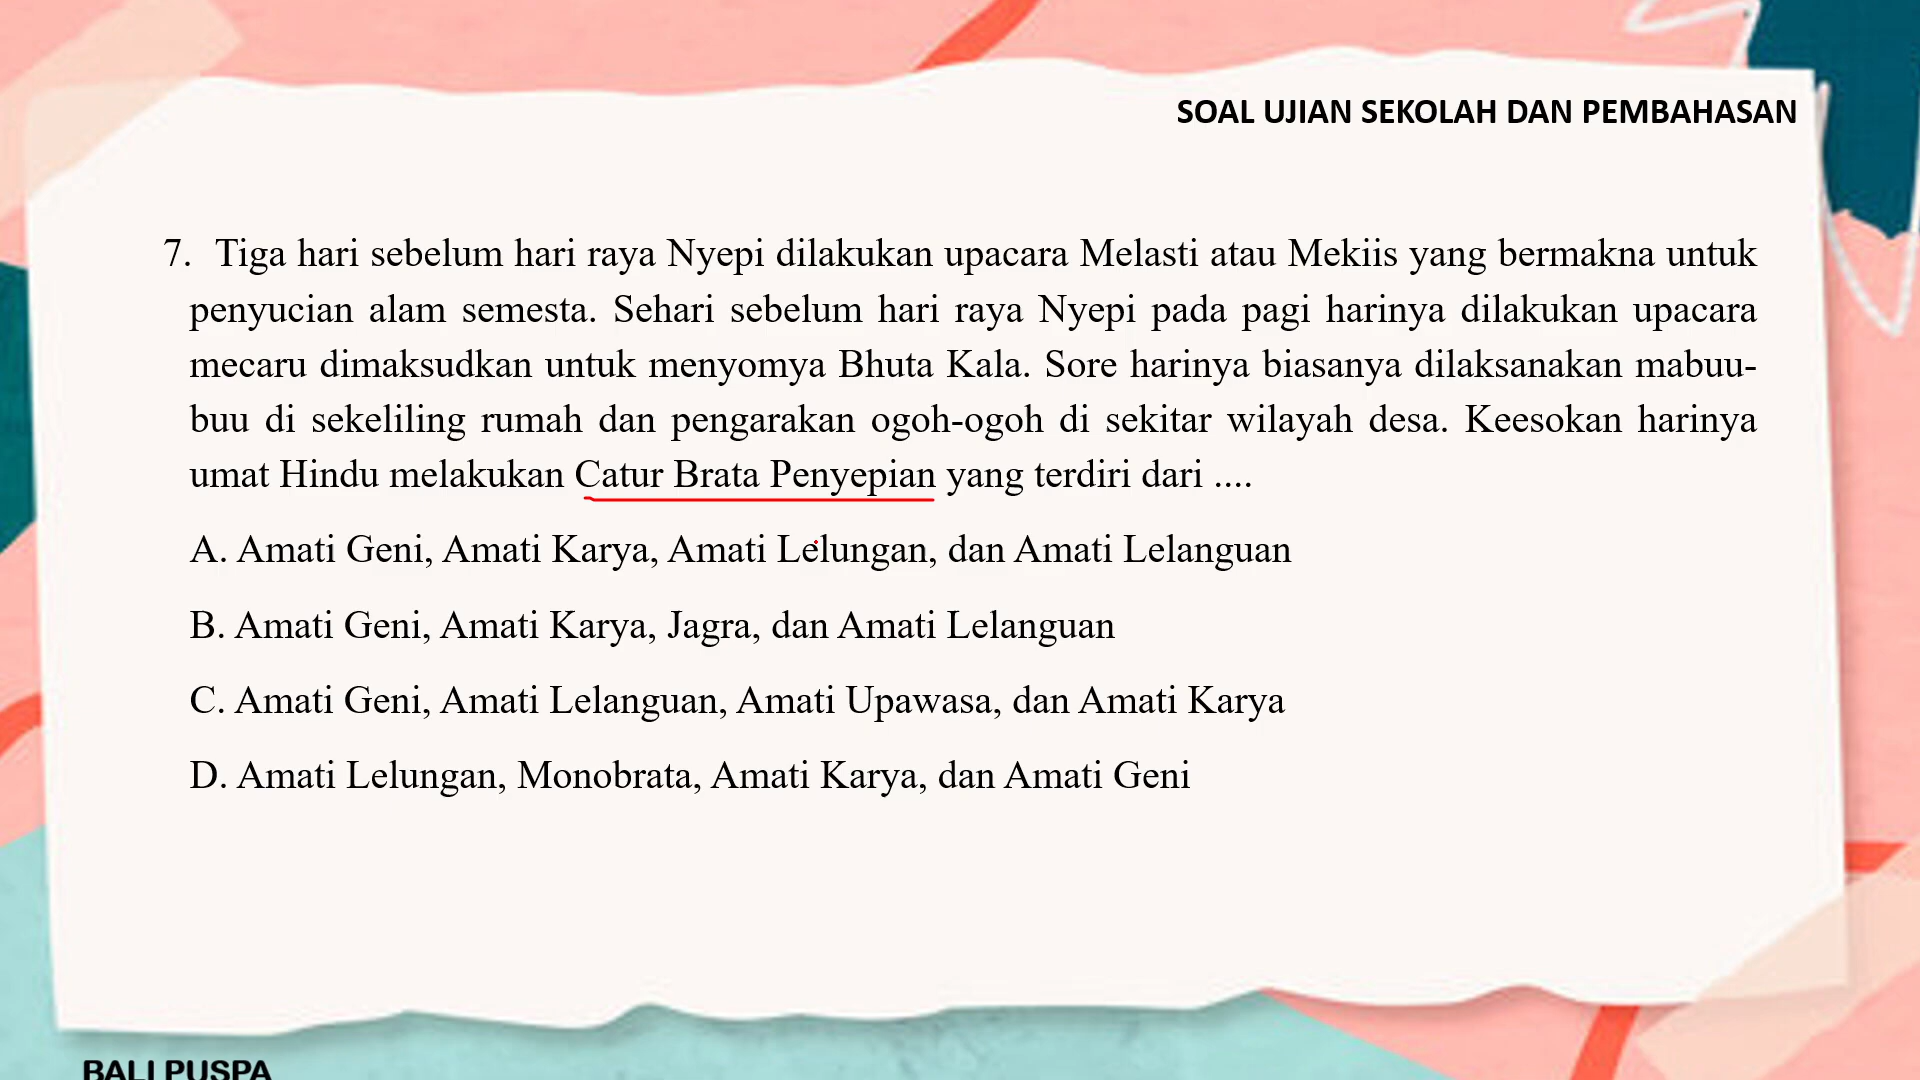 SOAL UJIAN SEKOLAH DAN PEMBAHASAN
7. Tiga hari sebelum hari raya Nyepi dilakukan upacara Melasti atau Mekiis yang bermakna untuk
penyucian alam semesta. Sehari sebelum hari raya Nyepi pada pagi harinya dilakukan upacara
mecaru dimaksudkan untuk menyomya Bhuta Kala. Sore harinya biasanya dilaksanakan mabuu-
buu di sekeliling rumah dan pengarakan ogoh-ogoh di sekitar wilayah desa. Keesokan harinya
umat Hindu melakukan Catur Brata Penyepian yang terdiri dari ....
A. Amati Geni, Amati Karya, Amati Lelungan, dan Amati Lelanguan
B. Amati Geni, Amati Karya, Jagra, dan Amati Lelanguan
C. Amati Geni, Amati Lelanguan, Amati Upawasa, dan Amati Karya
D. Amati Lelungan, Monobrata, Amati Karya, dan Amati Geni
BALI PUSPA